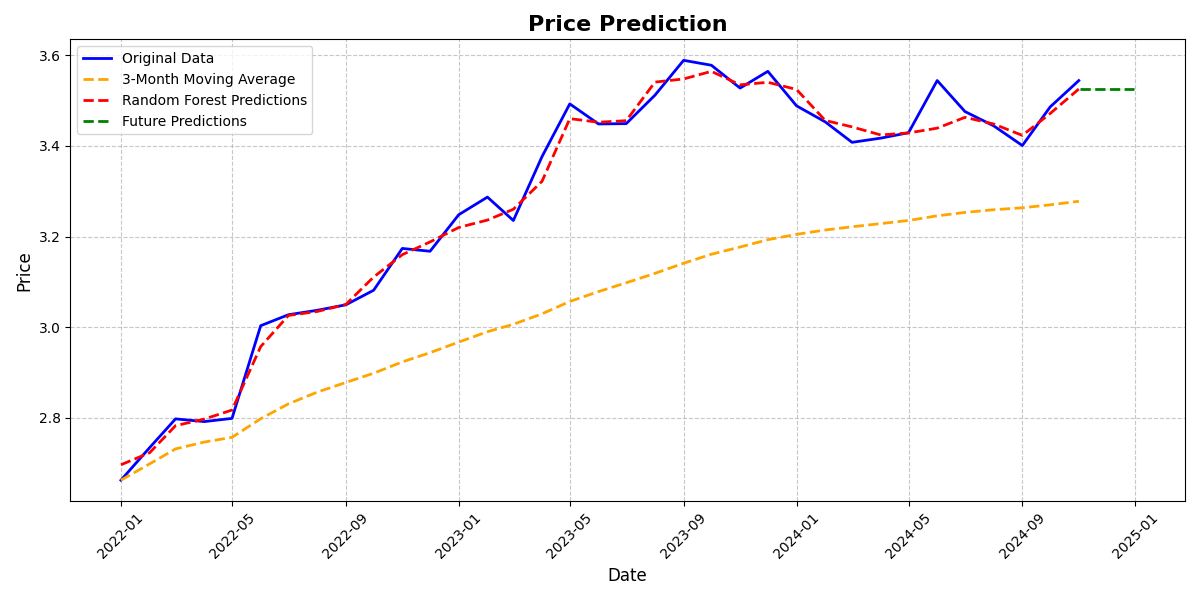 Price Prediction
Original Data
3-Month Moving Average
Random Forest Predictions
Future Predictions
Price
3.6
3.4
3.2
3.0
2.8
2022-01
2022-05
2022-09
2023-01
2023-05
2023-09
2024-01
2024-05
2024-09
2025-01
Date